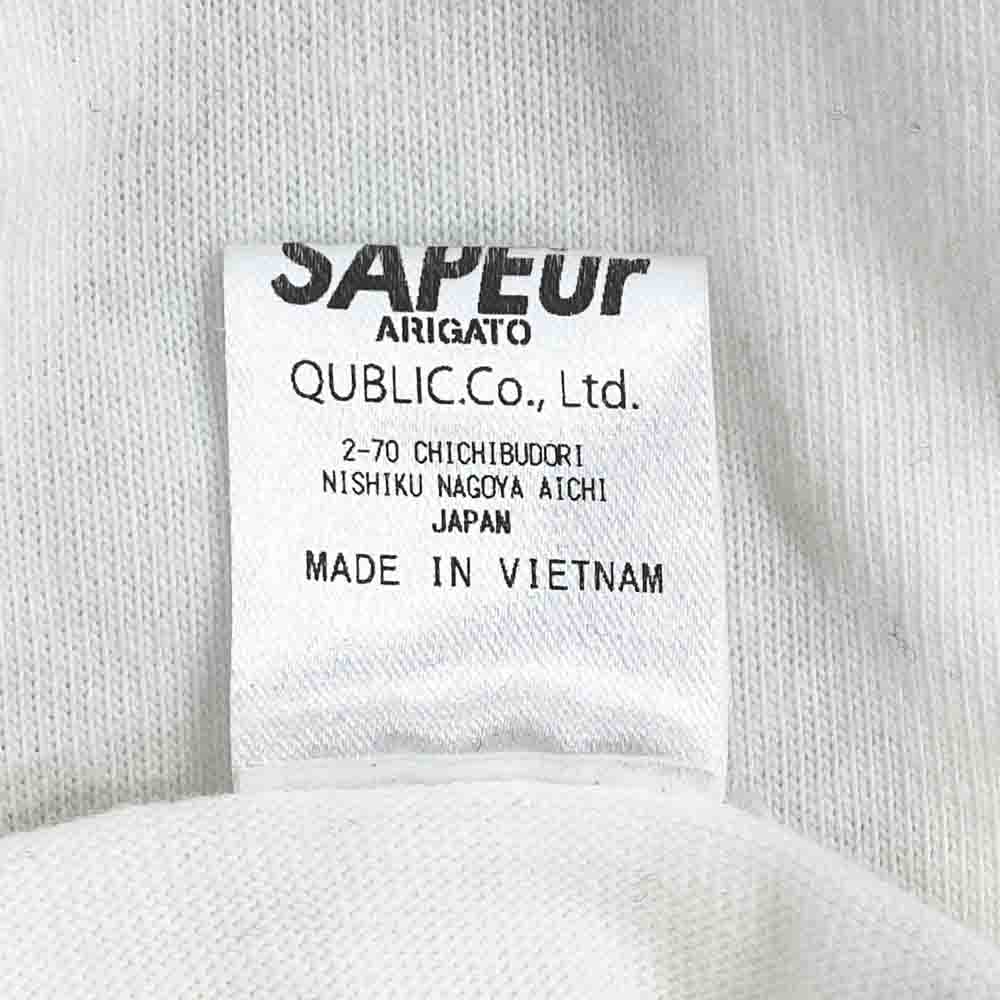 SAPEur
ARIGATO
QUBLIC.Co., Ltd.
2-70 CHICHIBUDORI
NISHIKU NAGOYA AICHI
JAPAN
MADE IN VIETNAM